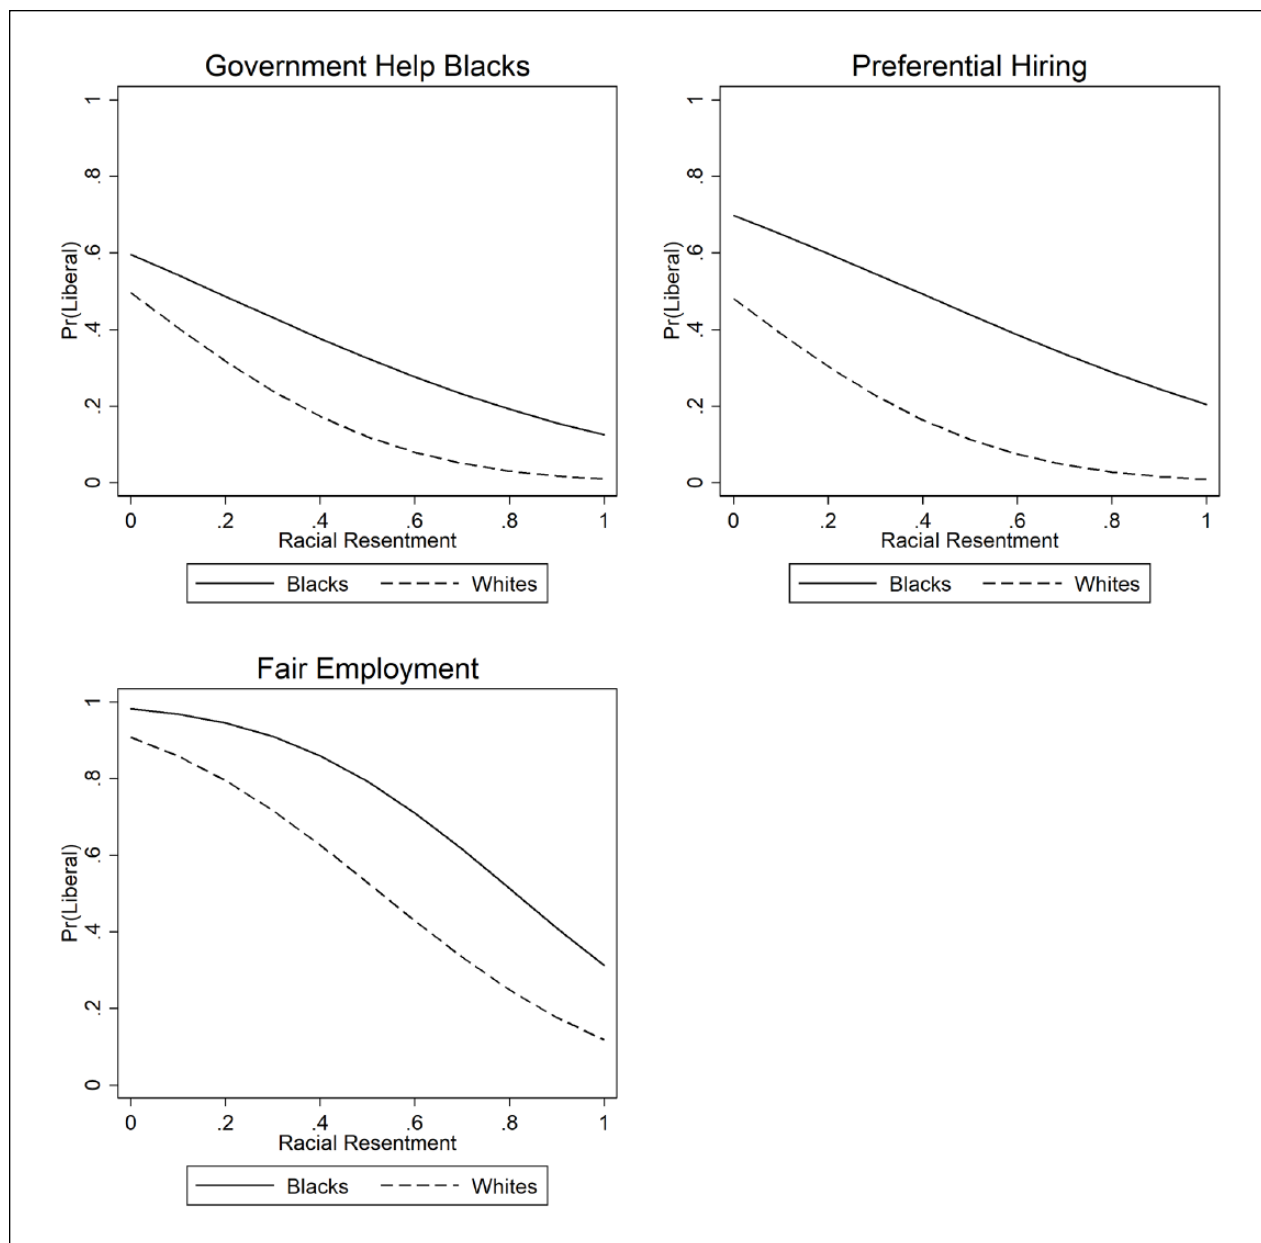 Government Help Blacks
Pr(Liberal)
0 .2 .4 .6 .8 1
0 .2 .4 .6 .8 1
Racial Resentment
Blacks Whites
Preferential Hiring
Pr(Liberal)
0 .2 .4 .6 .8 1
0 .2 .4 .6 .8 1
Racial Resentment
Blacks Whites
Fair Employment
Pr(Liberal)
0 .2 .4 .6 .8 1
0 .2 .4 .6 .8 1
Racial Resentment
Blacks Whites